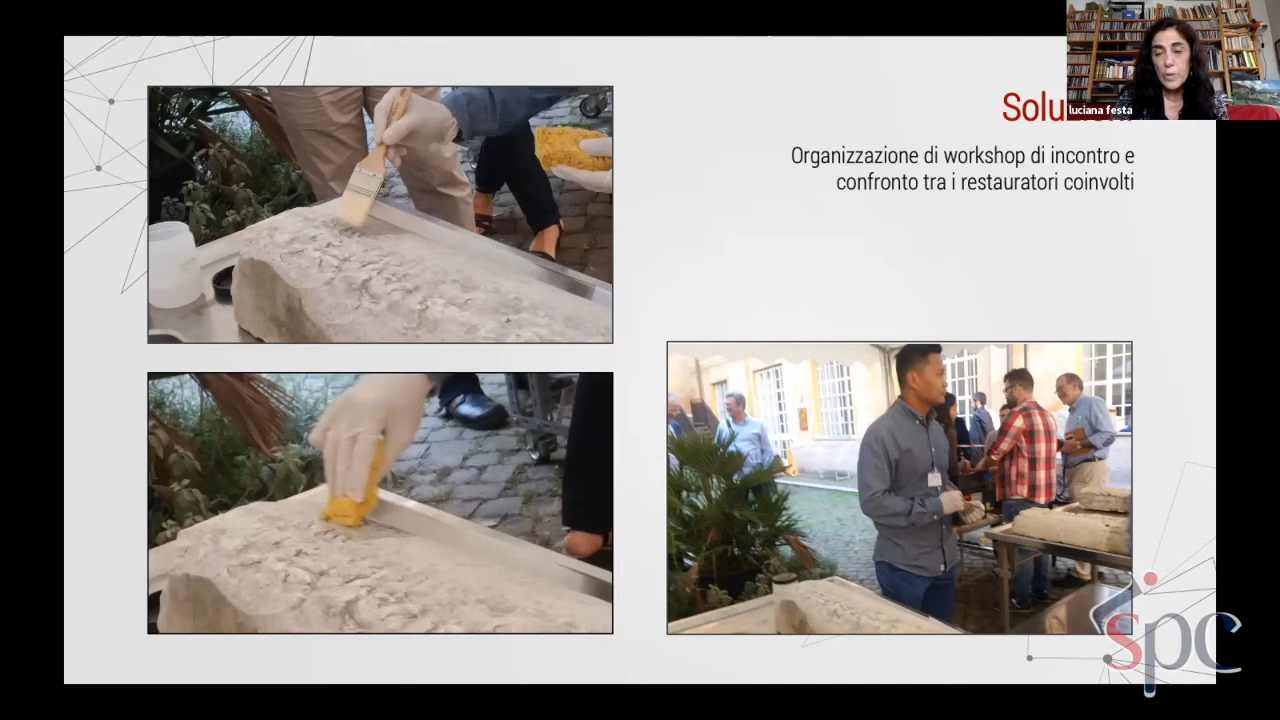 luciana festa
Organizzazione di workshop di incontro e
confronto tra i restauratori coinvolti
spc